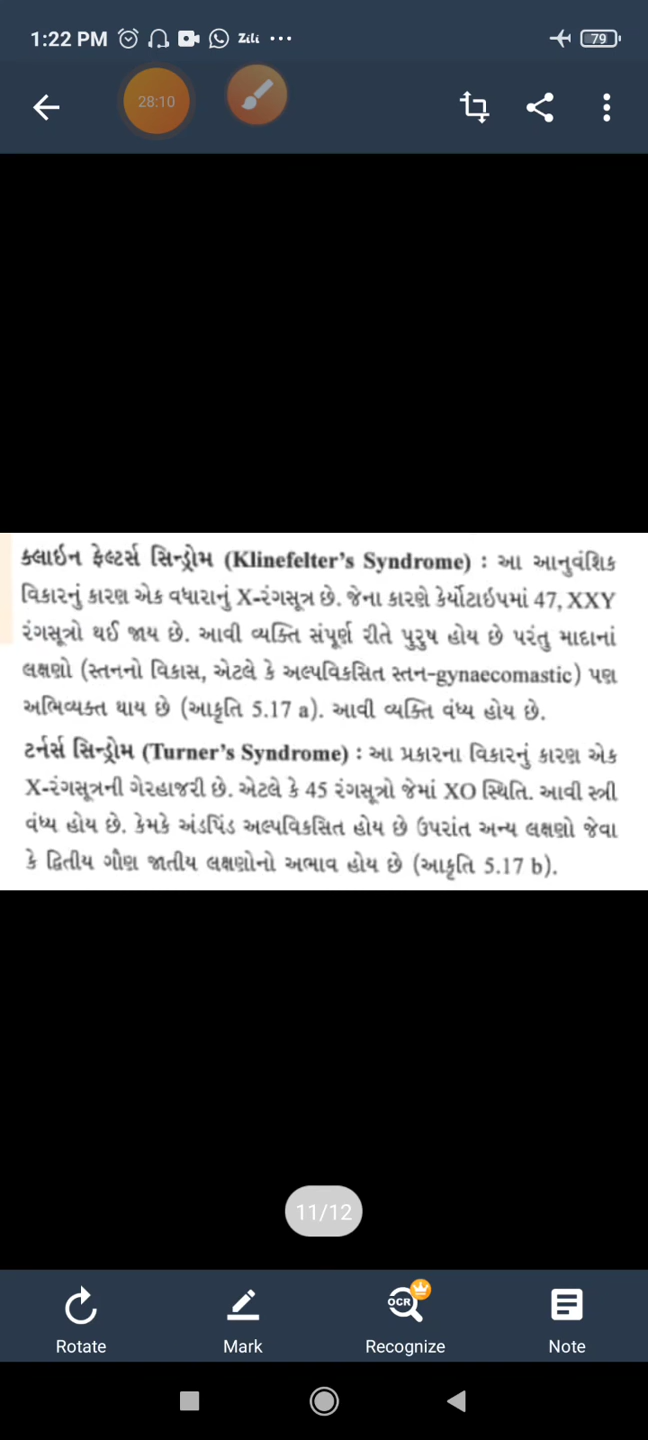 1:22 PM Zili ... 79
28:10
ક્લાઇન ફેલ્ટર્સ સિન્ડ્રોમ (Klinefelter's Syndrome) : આ આનુવંશિક
વિકારનું કારણ એક વધારાનું X-રંગસૂત્ર છે. જેના કારણે કેર્યોટાઇપમાં 47, XXY
રંગસૂત્રો થઈ જાય છે. આવી વ્યક્તિ સંપૂર્ણ રીતે પુરુષ હોય છે પરંતુ માદાનાં
લક્ષણો (સ્તનનો વિકાસ, એટલે કે અલ્પવિકસિત સ્તન-gynaecomastic) પણ
અભિવ્યક્ત થાય છે (આકૃતિ 5.17 a). આવી વ્યક્તિ વંધ્ય હોય છે.
ટર્નર્સ સિન્ડ્રોમ (Turner's Syndrome) : આ પ્રકારના વિકારનું કારણ એક
X-રંગસૂત્રની ગેરહાજરી છે. એટલે કે 45 રંગસૂત્રો જેમાં XO સ્થિતિ. આવી સ્ત્રી
વંધ્ય હોય છે. કેમકે અંડપિંડ અલ્પવિકસિત હોય છે ઉપરાંત અન્ય લક્ષણો જેવા
કે દ્વિતીય ગૌણ જાતીય લક્ષણોનો અભાવ હોય છે (આકૃતિ 5.17 b).
11/12
OCR
Rotate Mark Recognize Note